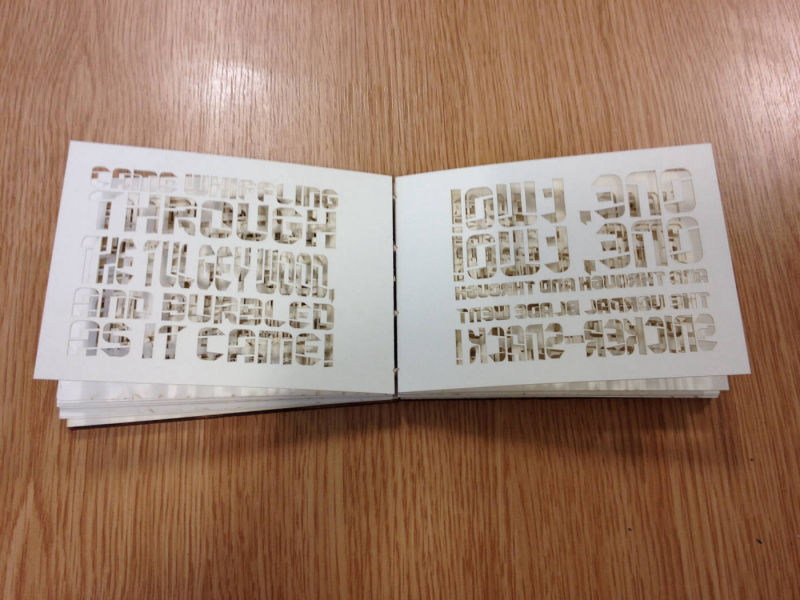 CAME WHIFFLING
THROUGH
THE TULGEY WOOD,
AND BURBLED
AS IT CAME!
ONE, TWO!
ONE, TWO!
AND THROUGH AND THROUGH
THE VORPAL BLADE WENT
SNICKER-SNACK!